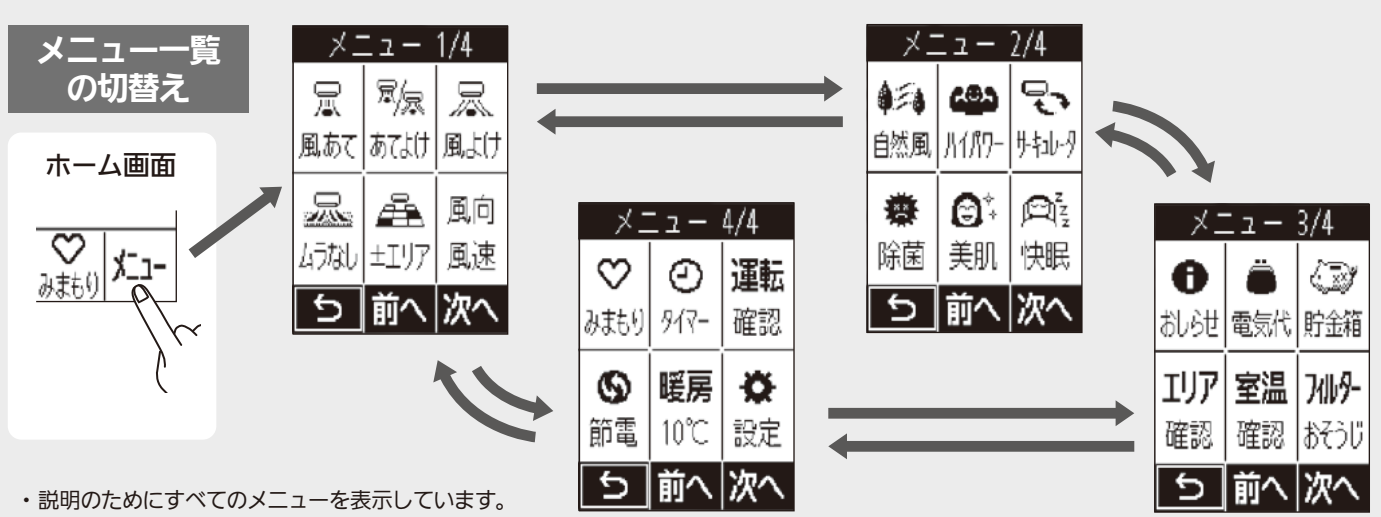 メニュー一覧
の切替え
ホーム画面
みまもり メニュー
メニュー 1/4
風あて あてよけ 風よけ
ムラなし ±エリア 風向
風速
前へ 次へ
メニュー 2/4
自然風 ハイパワー サーキュレータ
除菌 美肌 快眠
前へ 次へ
メニュー 4/4
みまもり タイマー 運転
確認
節電 暖房 設定
10℃
前へ 次へ
メニュー 3/4
おしらせ 電気代 貯金箱
エリア 室温 フィルター
確認 確認 おそうじ
前へ 次へ
・説明のためにすべてのメニューを表示しています。